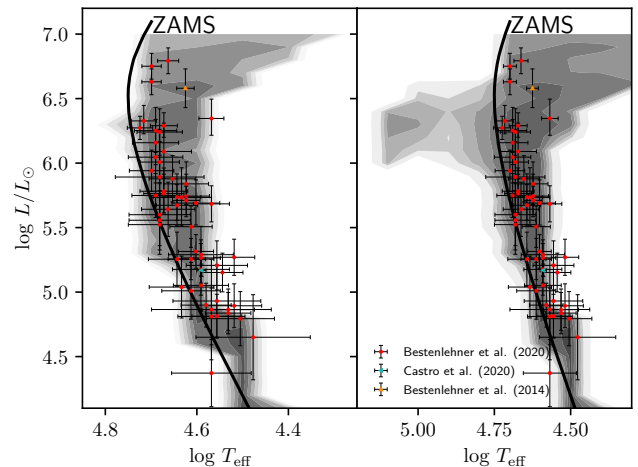 ZAMS
ZAMS
7.0
6.5
6.0
5.5
5.0
4.5
log L/L⊙
Bestenlehner et al. (2020)
Castro et al. (2020)
Bestenlehner et al. (2014)
4.8 4.6 4.4
5.00 4.75 4.50
log T_eff
log T_eff